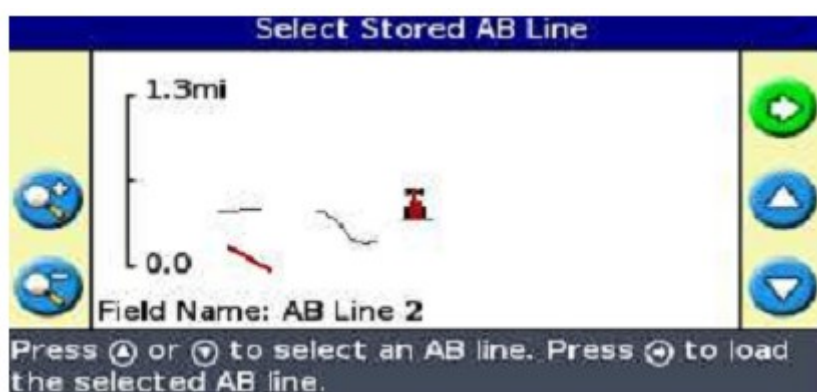 Select Stored AB Line
1.3mi
0.0
Field Name: AB Line 2
Press or to select an AB line. Press to load
the selected AB line.